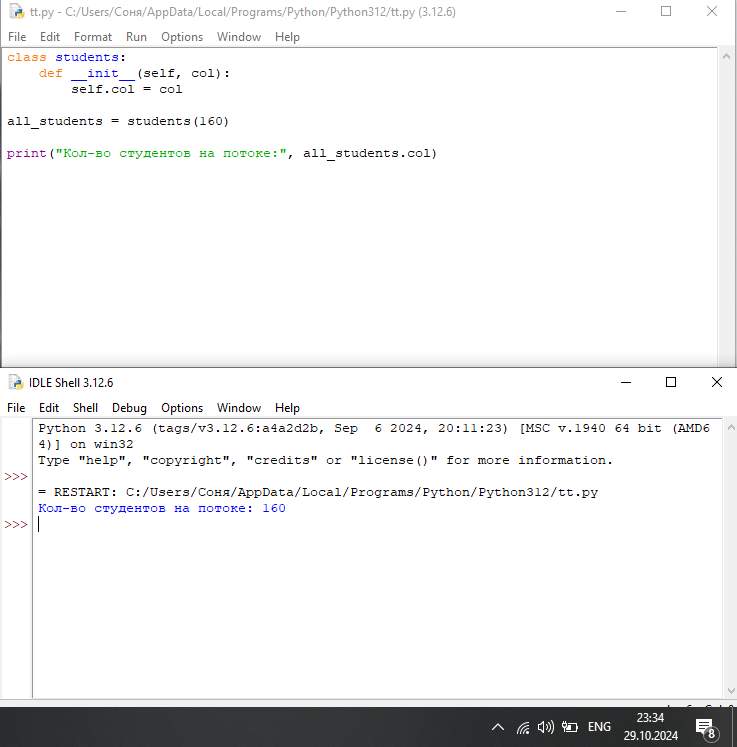 tt.py - C:/Users/Соня/AppData/Local/Programs/Python/Python312/tt.py (3.12.6)
File Edit Format Run Options Window Help
class students:
    def __init__(self, col):
        self.col = col
all_students = students(160)
print("Кол-во студентов на потоке:", all_students.col)
IDLE Shell 3.12.6
File Edit Shell Debug Options Window Help
Python 3.12.6 (tags/v3.12.6:a4a2d2b, Sep  6 2024, 20:11:23) [MSC v.1940 64 bit (AMD6
4)] on win32
Type "help", "copyright", "credits" or "license()" for more information.
>>>
= RESTART: C:/Users/Соня/AppData/Local/Programs/Python/Python312/tt.py
Кол-во студентов на потоке: 160
>>>
ENG
23:34
29.10.2024
8